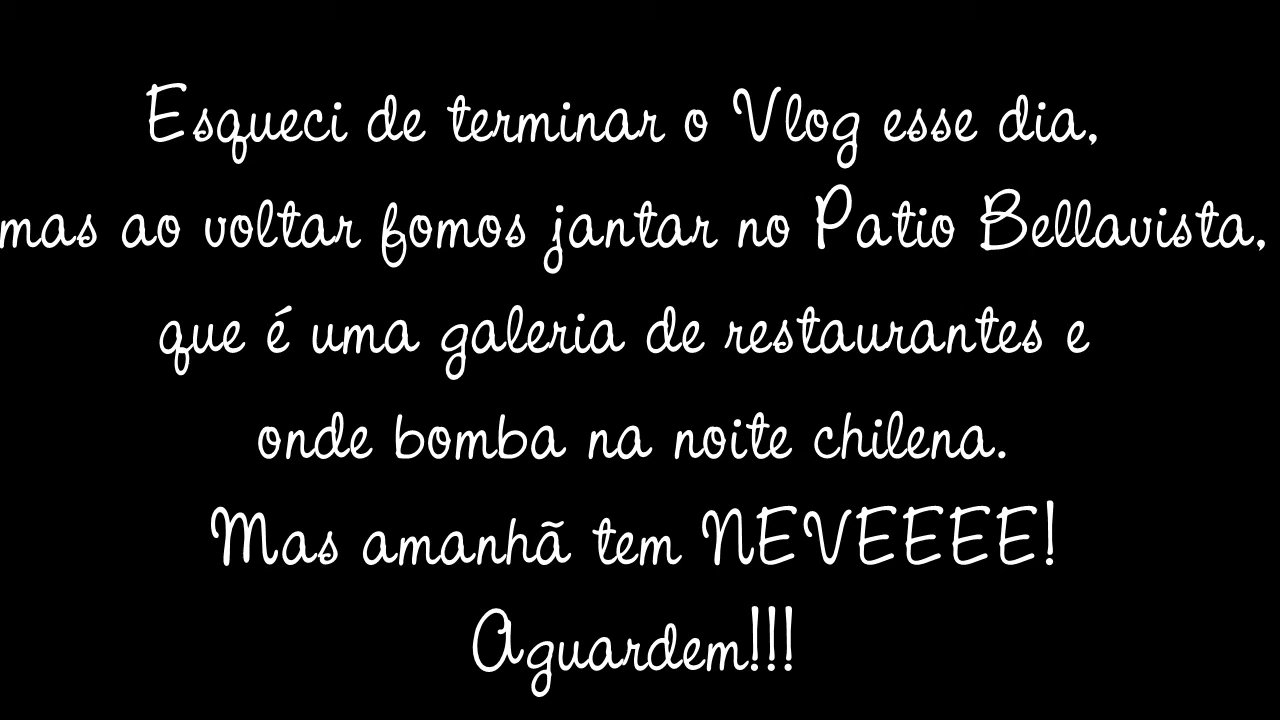 Esqueci de terminar o Vlog esse dia,
mas ao voltar fomos jantar no Patio Bellavista,
que é uma galeria de restaurantes e
onde bomba na noite chilena.
Mas amanhã tem NEVEEEE!
Aguardem!!!